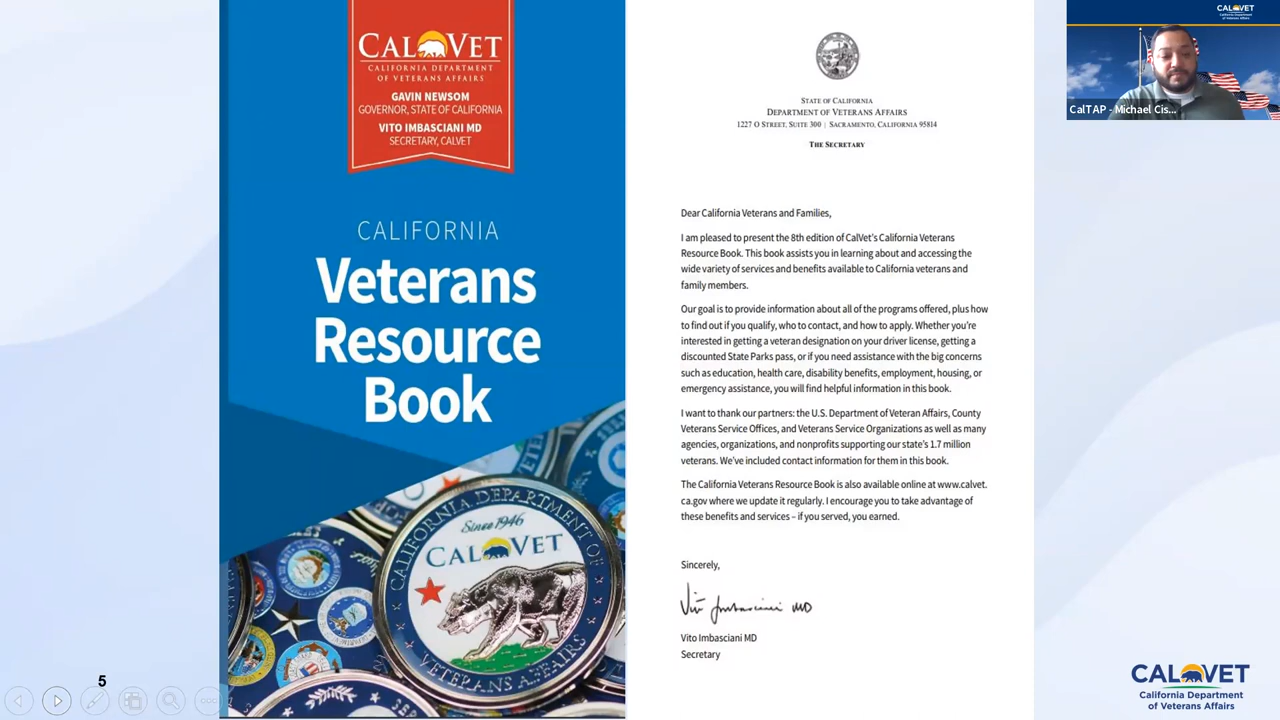 CALVET
CALIFORNIA DEPARTMENT
OF VETERANS AFFAIRS
GAVIN NEWSOM
GOVERNOR, STATE OF CALIFORNIA
VITO IMBASCIANI MD
SECRETARY, CALVET
CALIFORNIA
Veterans
Resource
Book
CALIFORNIA DEPARTMENT OF
Since 1946
CALVET
VETERANS AFFAIRS
5
STATE OF CALIFORNIA
DEPARTMENT OF VETERANS AFFAIRS
1227 O STREET, SUITE 300 | SACRAMENTO, CALIFORNIA 95814
THE SECRETARY
Dear California Veterans and Families,
I am pleased to present the 8th edition of CalVet's California Veterans
Resource Book. This book assists you in learning about and accessing the
wide variety of services and benefits available to California veterans and
family members.
Our goal is to provide information about all of the programs offered, plus how
to find out if you qualify, who to contact, and how to apply. Whether you're
interested in getting a veteran designation on your driver license, getting a
discounted State Parks pass, or if you need assistance with the big concerns
such as education, health care, disability benefits, employment, housing, or
emergency assistance, you will find helpful information in this book.
I want to thank our partners: the U.S. Department of Veteran Affairs, County
Veterans Service Offices, and Veterans Service Organizations as well as many
agencies, organizations, and nonprofits supporting our state's 1.7 million
veterans. We've included contact information for them in this book.
The California Veterans Resource Book is also available online at www.calvet.
ca.gov where we update it regularly. I encourage you to take advantage of
these benefits and services – if you served, you earned.
Sincerely,
Vito Imbasciani MD
Vito Imbasciani MD
Secretary
CALVET
California Department
of Veterans Affairs
CalTAP - Michael Cis...
CALVET
California Department
of Veterans Affairs